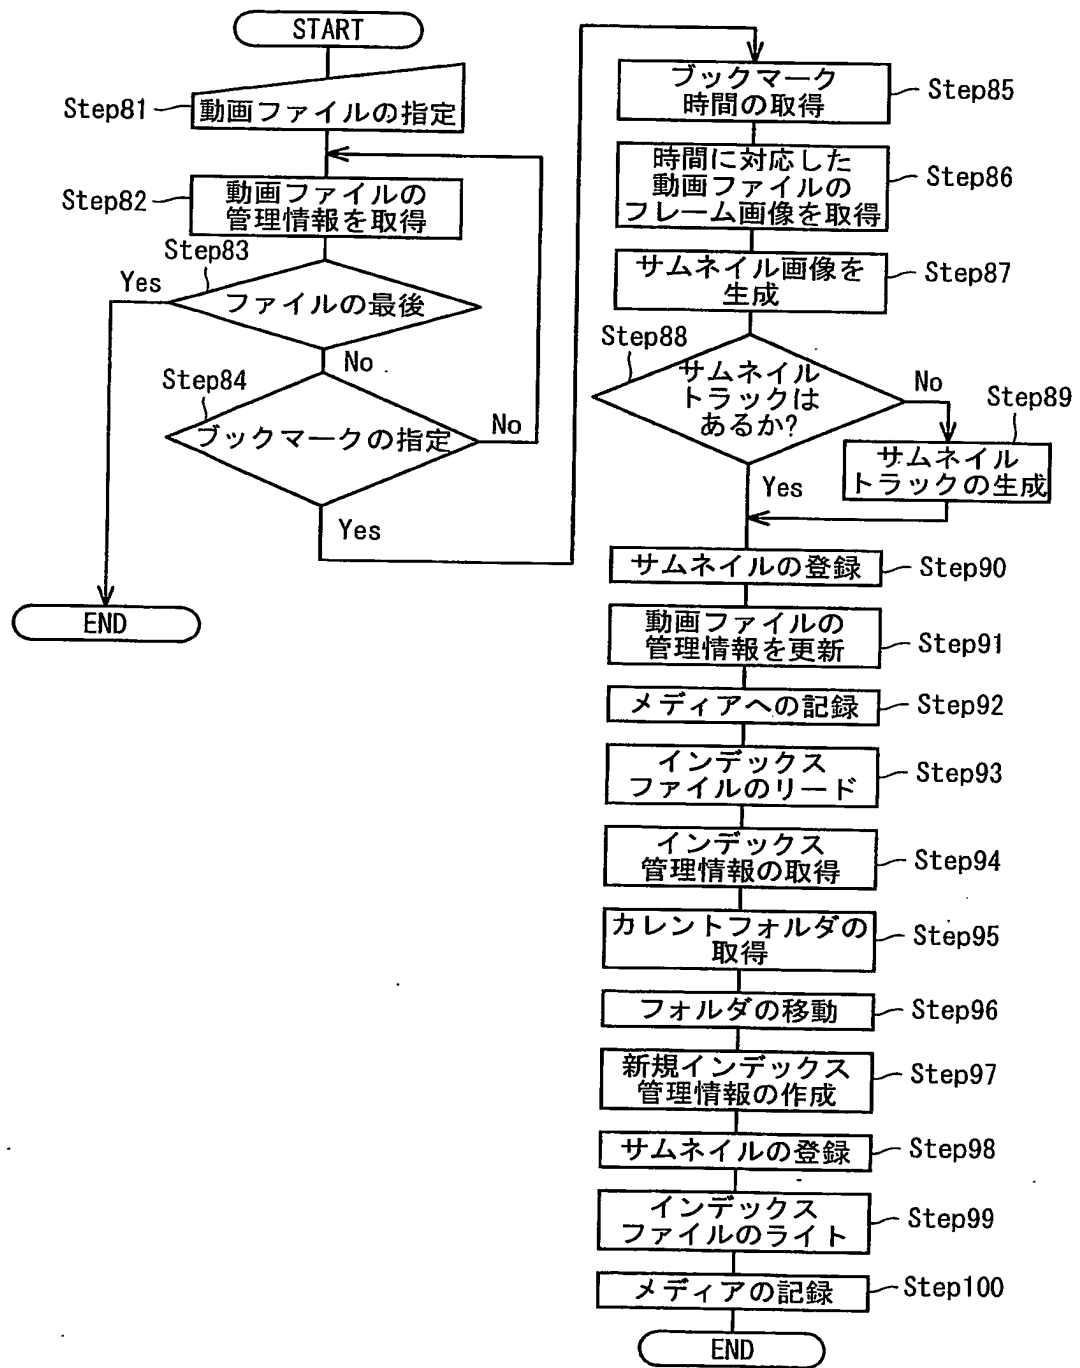 START
Step81
動画ファイルの指定
Step82
動画ファイルの
管理情報を取得
Step83
Yes
ファイルの最後
No
Step84
ブックマークの指定
No
Yes
END
ブックマーク
時間の取得
Step85
時間に対応した
動画ファイルの
フレーム画像を取得
Step86
サムネイル画像を
生成
Step87
Step88
サムネイル
トラックは
あるか?
No
Step89
サムネイル
トラックの生成
Yes
サムネイルの登録
Step90
動画ファイルの
管理情報を更新
Step91
メディアへの記録
Step92
インデックス
ファイルのリード
Step93
インデックス
管理情報の取得
Step94
カレントフォルダの
取得
Step95
フォルダの移動
Step96
新規インデックス
管理情報の作成
Step97
サムネイルの登録
Step98
インデックス
ファイルのライト
Step99
メディアの記録
Step100
END